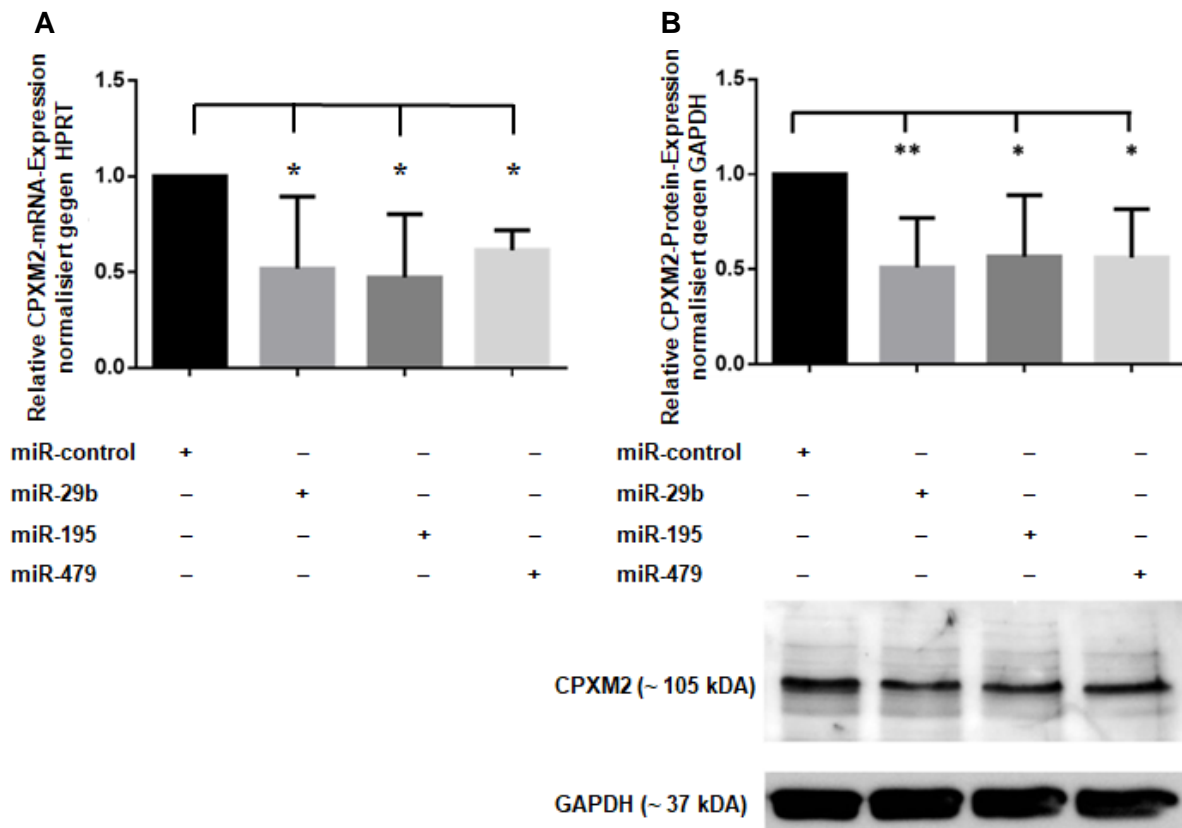 A
Relative CPXM2-mRNA-Expression
normalisiert gegen HPRT
1.5
1.0
0.5
0.0
* * *
miR-control + – – –
miR-29b – + – –
miR-195 – – + –
miR-479 – – – +
B
Relative CPXM2-Protein-Expression
normalisiert gegen GAPDH
1.5
1.0
0.5
0.0
** * *
miR-control + – – –
miR-29b – + – –
miR-195 – – + –
miR-479 – – – +
CPXM2 (~ 105 kDA)
GAPDH (~ 37 kDA)